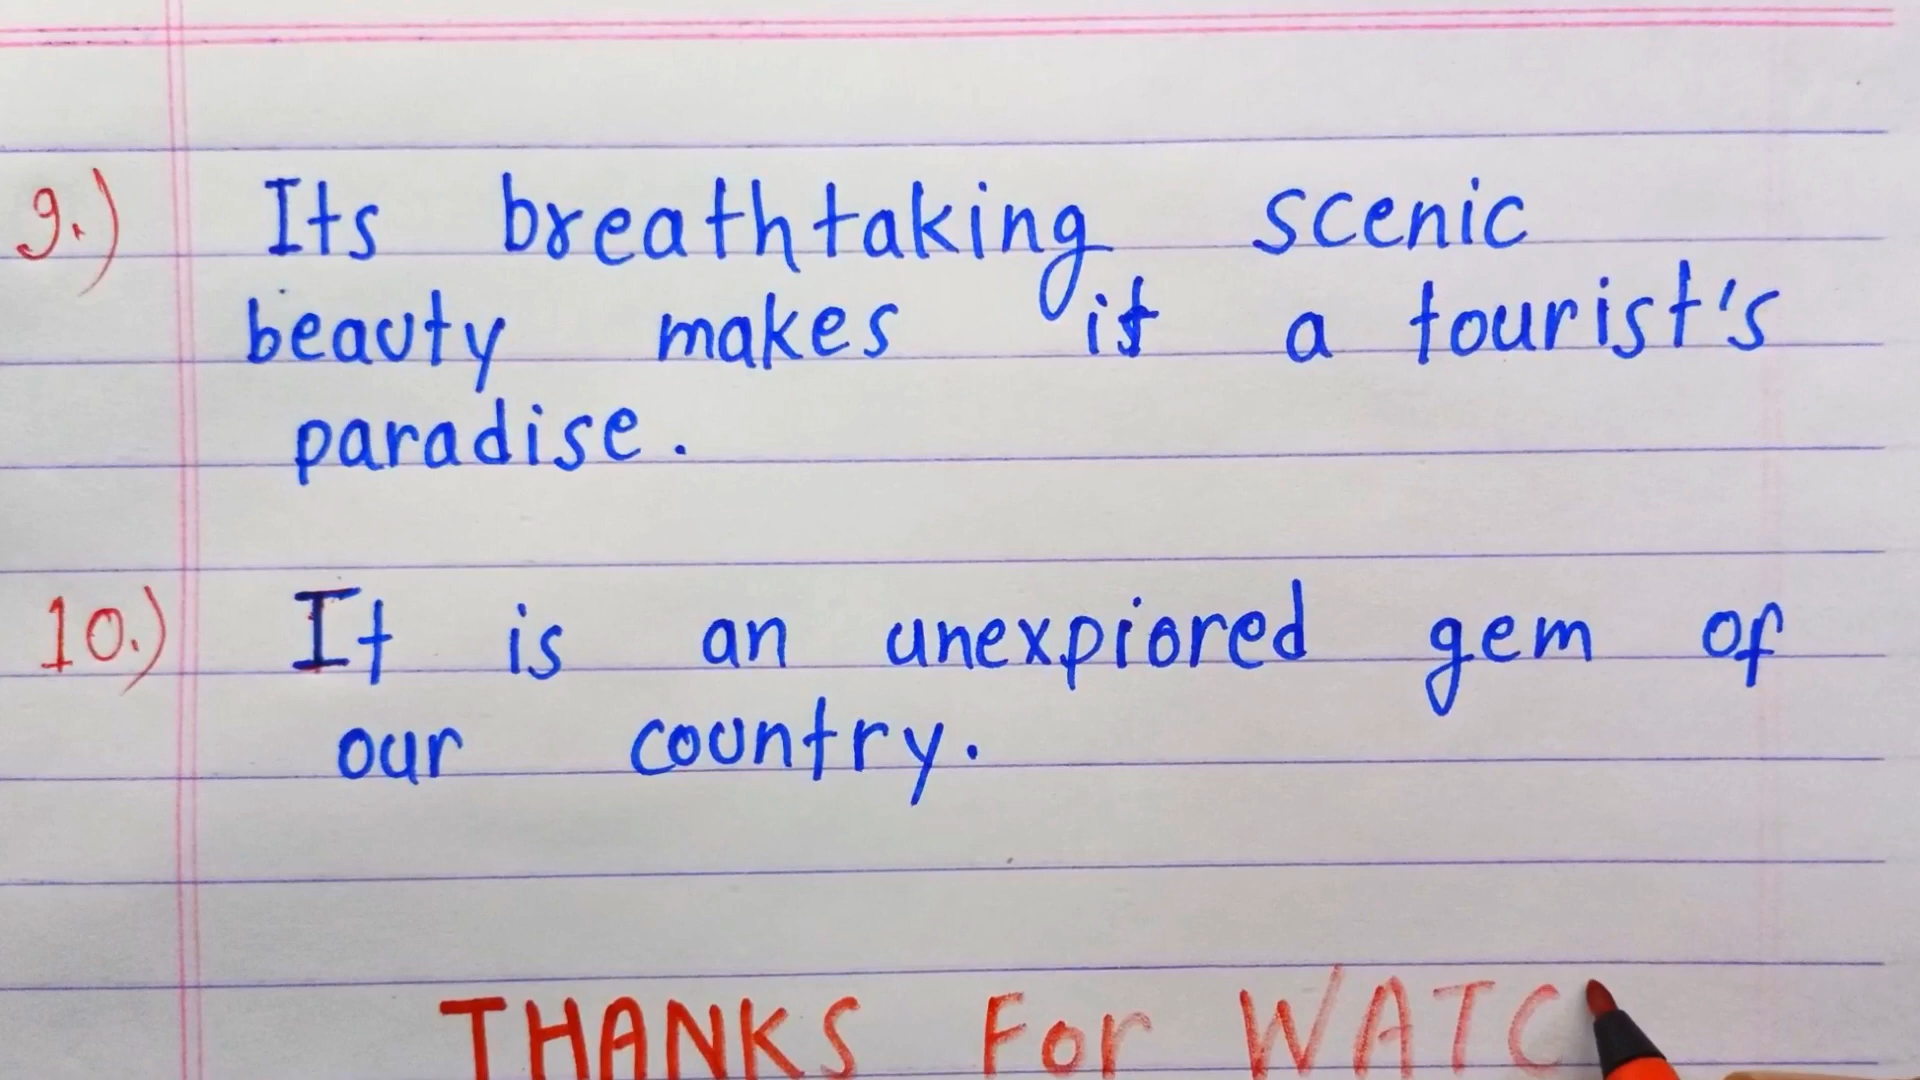 9.) Its breathtaking scenic
beauty makes it a tourist's
paradise.
10.) It is an unexpiored gem of
our country.
THANKS For WATC